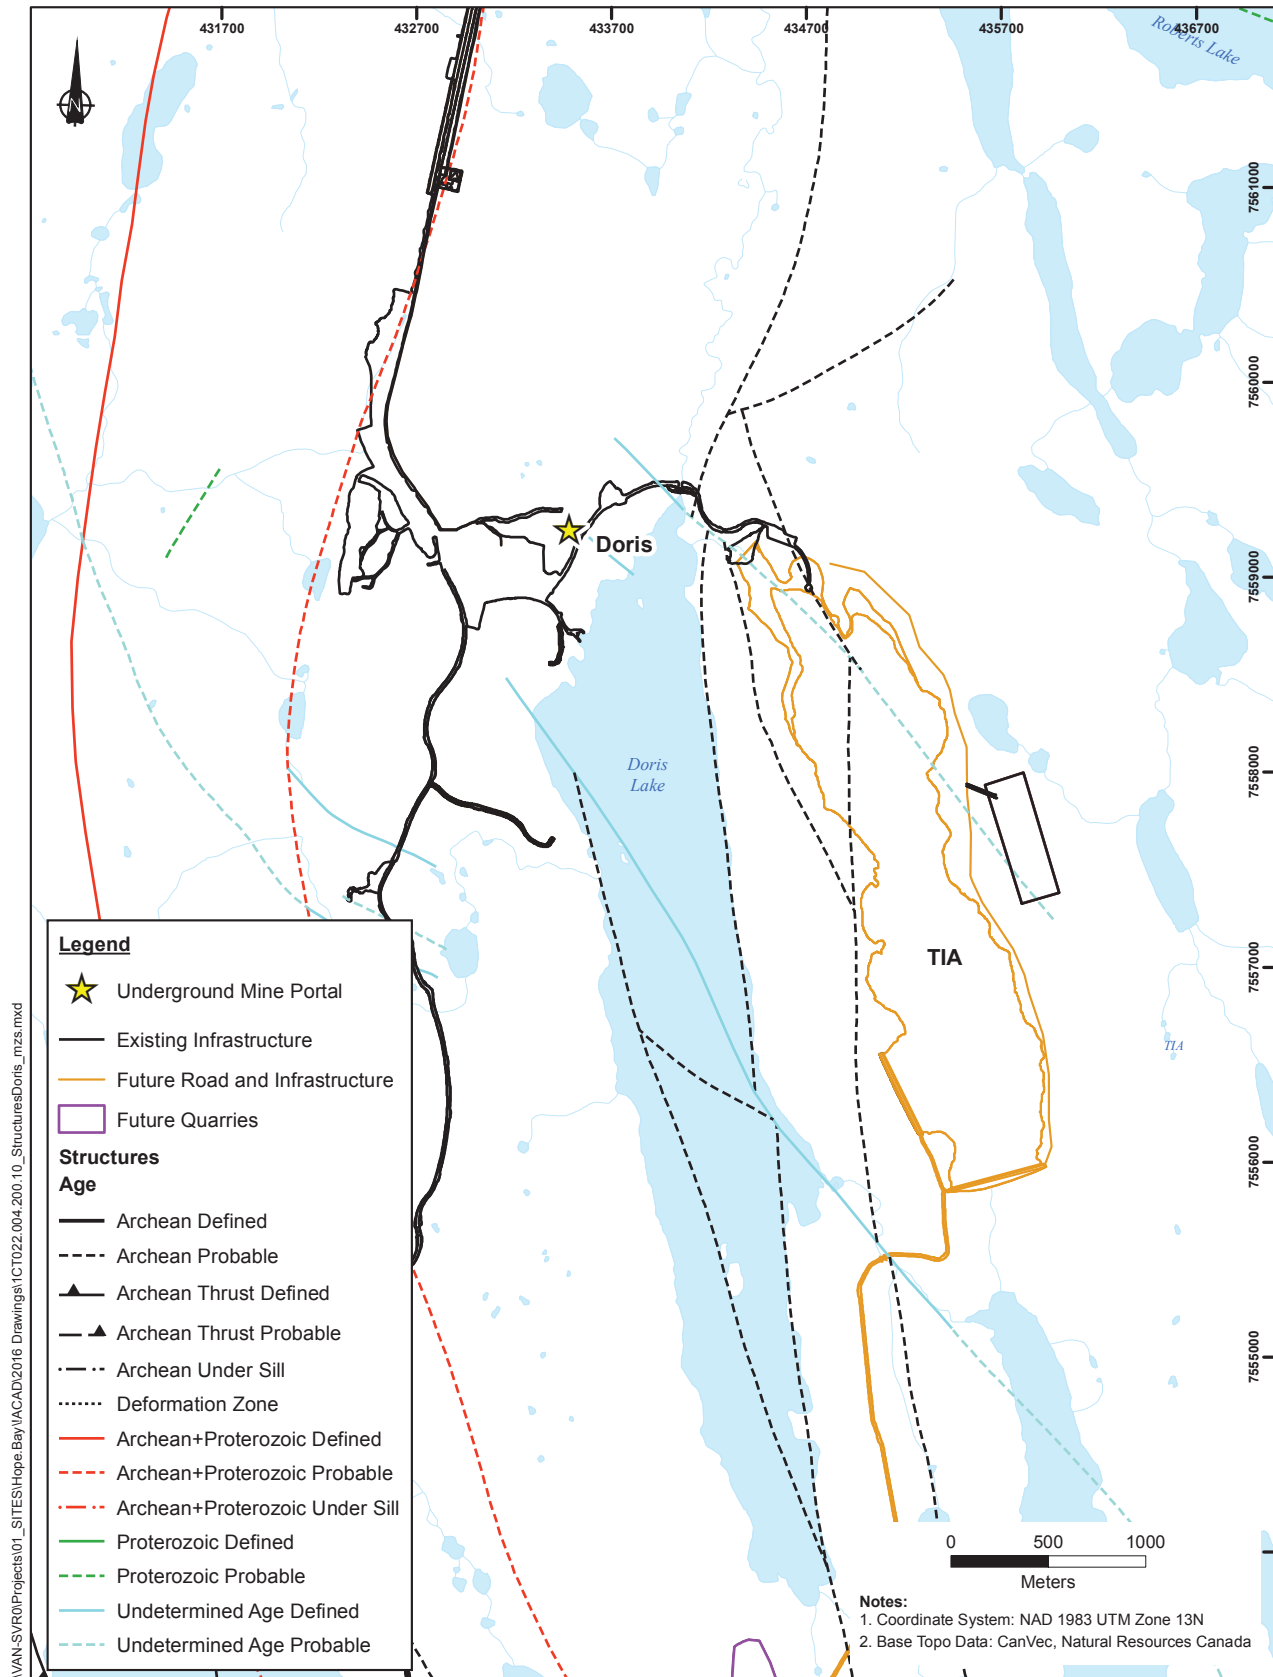 431700
432700
433700
434700
435700
436700
Roberts Lake
N
7561000
7560000
7559000
7558000
7557000
7556000
7555000
Doris
Doris
Lake
TIA
TIA
Legend
Underground Mine Portal
Existing Infrastructure
Future Road and Infrastructure
Future Quarries
Structures
Age
Archean Defined
Archean Probable
Archean Thrust Defined
Archean Thrust Probable
Archean Under Sill
Deformation Zone
Archean+Proterozoic Defined
Archean+Proterozoic Probable
Archean+Proterozoic Under Sill
Proterozoic Defined
Proterozoic Probable
Undetermined Age Defined
Undetermined Age Probable
0 500 1000
Meters
Notes:
1. Coordinate System: NAD 1983 UTM Zone 13N
2. Base Topo Data: CanVec, Natural Resources Canada
\VAN-SVR0\Projects\01_SITES\Hope.Bay\!ACAD\2016 Drawings\1CT022.004.200.10_StructuresDoris_mzs.mxd